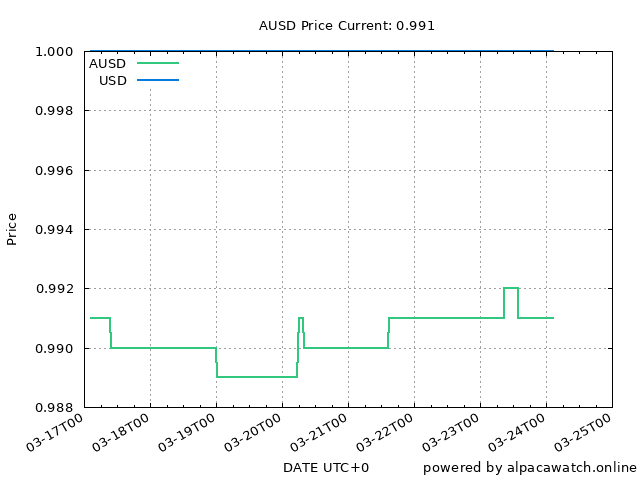 AUSD Price Current: 0.991
1.000
AUSD
USD
0.998
0.996
0.994
Price
0.992
0.990
0.988
03-17T00
03-18T00
03-19T00
03-20T00
03-21T00
03-22T00
03-23T00
03-24T00
03-25T00
DATE UTC+0
powered by alpacawatch.online